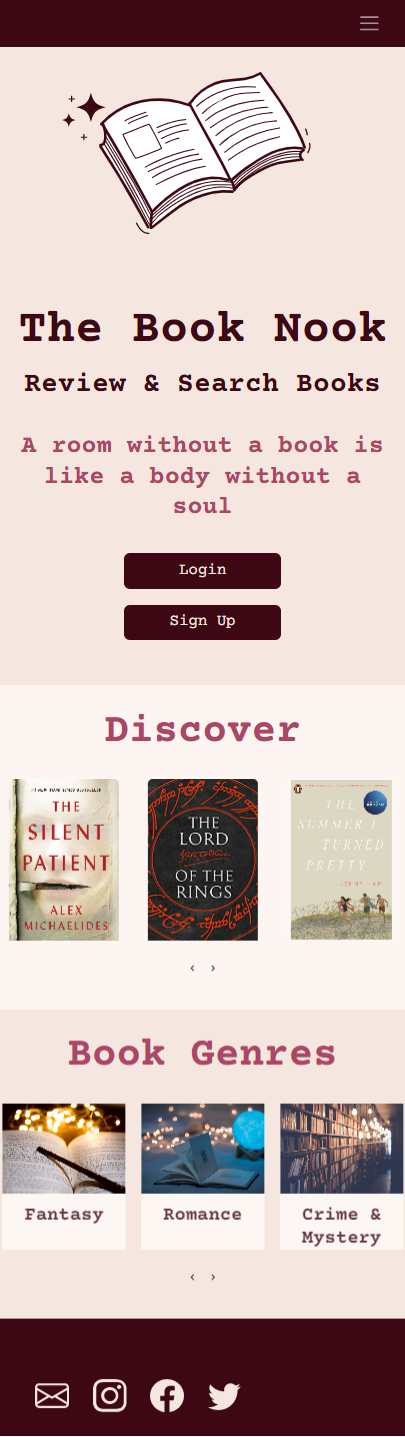 The Book Nook
Review & Search Books
A room without a book is
like a body without a
soul
Login
Sign Up
Discover
THE
SILENT
PATIENT
ALEX
MICHAELIDES
THE
LORD
OF THE
RINGS
THE
SUMMER I
TURNED
PRETTY
Book Genres
Fantasy
Romance
Crime &
Mystery